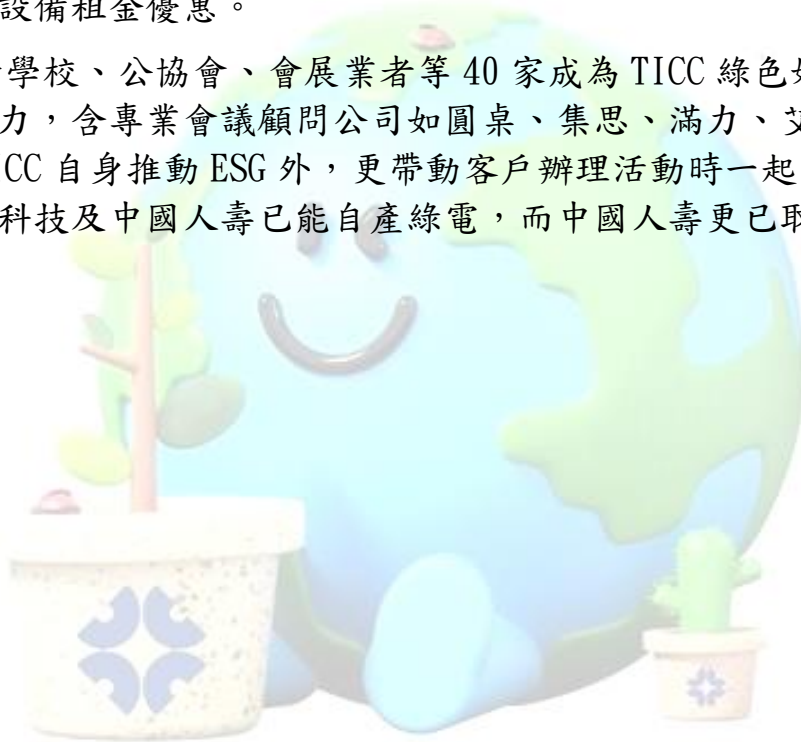 設備租金優惠。
學校、公協會、會展業者等 40 家成為 TICC 綠色
力，含專業會議顧問公司如圓桌、集思、滿力、艾
CC 自身推動 ESG 外，更帶動客戶辦理活動時一起
科技及中國人壽已能自產綠電，而中國人壽更已取